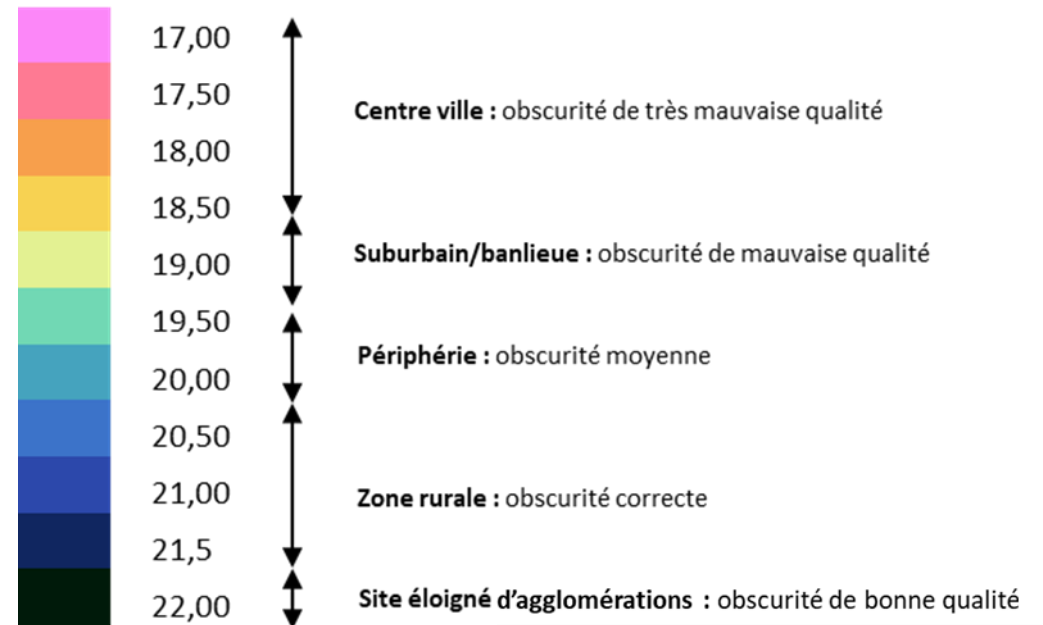 17,00
17,50
Centre ville : obscurité de très mauvaise qualité
18,00
18,50
Suburbain/banlieue : obscurité de mauvaise qualité
19,00
19,50
Périphérie : obscurité moyenne
20,00
20,50
21,00
Zone rurale : obscurité correcte
21,5
22,00
Site éloigné d’agglomérations : obscurité de bonne qualité